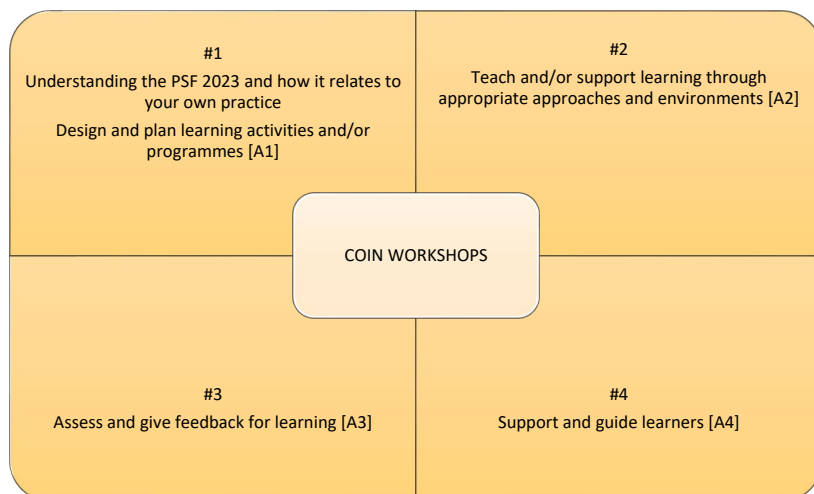 #1
Understanding the PSF 2023 and how it relates to
your own practice
Design and plan learning activities and/or
programmes [A1]
#2
Teach and/or support learning through
appropriate approaches and environments [A2]
COIN WORKSHOPS
#3
Assess and give feedback for learning [A3]
#4
Support and guide learners [A4]